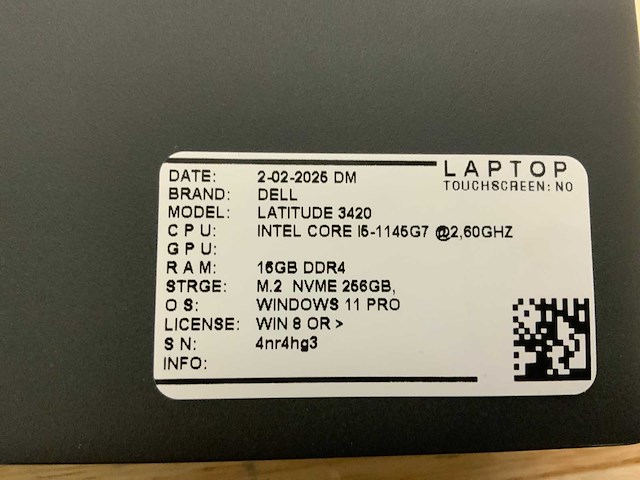 LAPTOP
TOUCHSCREEN: NO
DATE: 2-02-2025 DM
BRAND: DELL
MODEL: LATITUDE 3420
CPU: INTEL CORE I5-1145G7 @2,60GHZ
GPU:
RAM: 16GB DDR4
STRGE: M.2 NVME 256GB,
OS: WINDOWS 11 PRO
LICENSE: WIN 8 OR >
SN: 4nr4hg3
INFO: